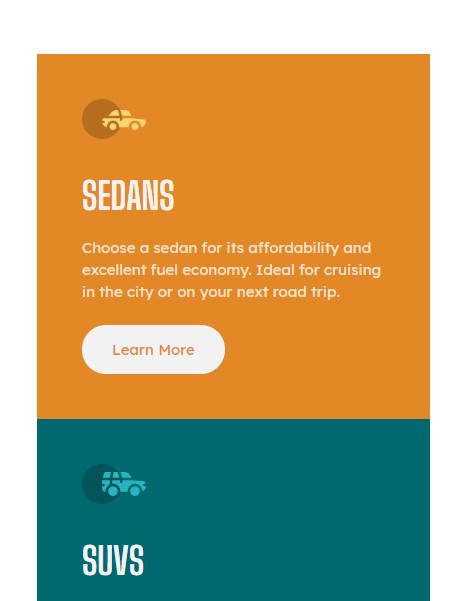 SEDANS
Choose a sedan for its affordability and
excellent fuel economy. Ideal for cruising
in the city or on your next road trip.
Learn More
SUVS